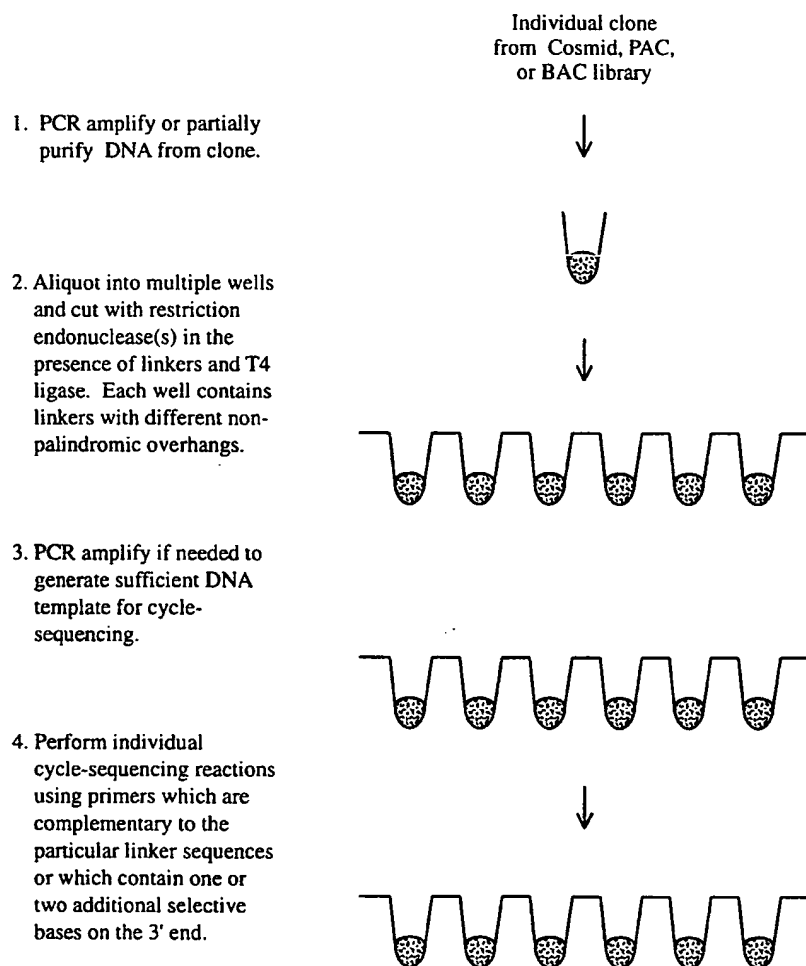 Individual clone
from Cosmid, PAC,
or BAC library
1. PCR amplify or partially
purify DNA from clone.
2. Aliquot into multiple wells
and cut with restriction
endonuclease(s) in the
presence of linkers and T4
ligase. Each well contains
linkers with different non-
palindromic overhangs.
3. PCR amplify if needed to
generate sufficient DNA
template for cycle-
sequencing.
4. Perform individual
cycle-sequencing reactions
using primers which are
complementary to the
particular linker sequences
or which contain one or
two additional selective
bases on the 3' end.